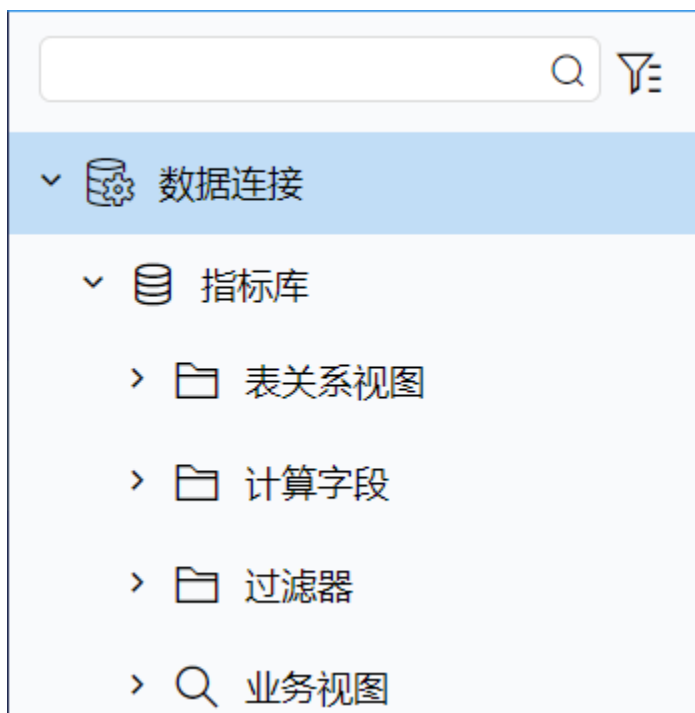 数据连接
指标库
表关系视图
计算字段
过滤器
业务视图